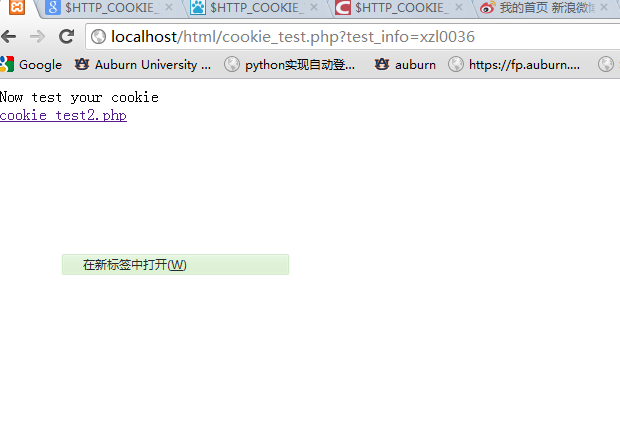 $HTTP_COOKIE_ $HTTP_COOKIE_ $HTTP_COOKIE_ 我的首页 新浪微博
localhost/html/cookie_test.php?test_info=xzl0036
Google Auburn University ... python实现自动登... auburn https://fp.auburn....
Now test your cookie
cookie_test2.php
在新标签中打开(W)